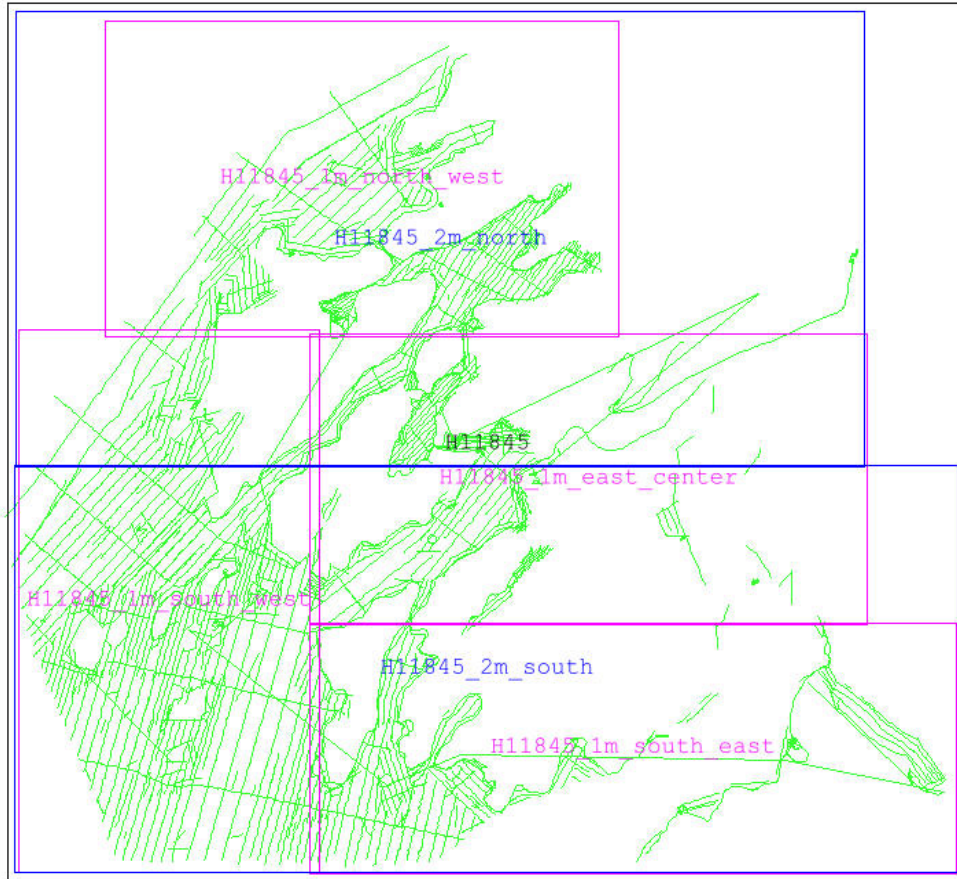 H11845_1m_north_west
H11845_2m_north
H11845
H11845_1m_east_center
H11845_1m_south_west
H11845_2m_south
H11845_1m_south_east